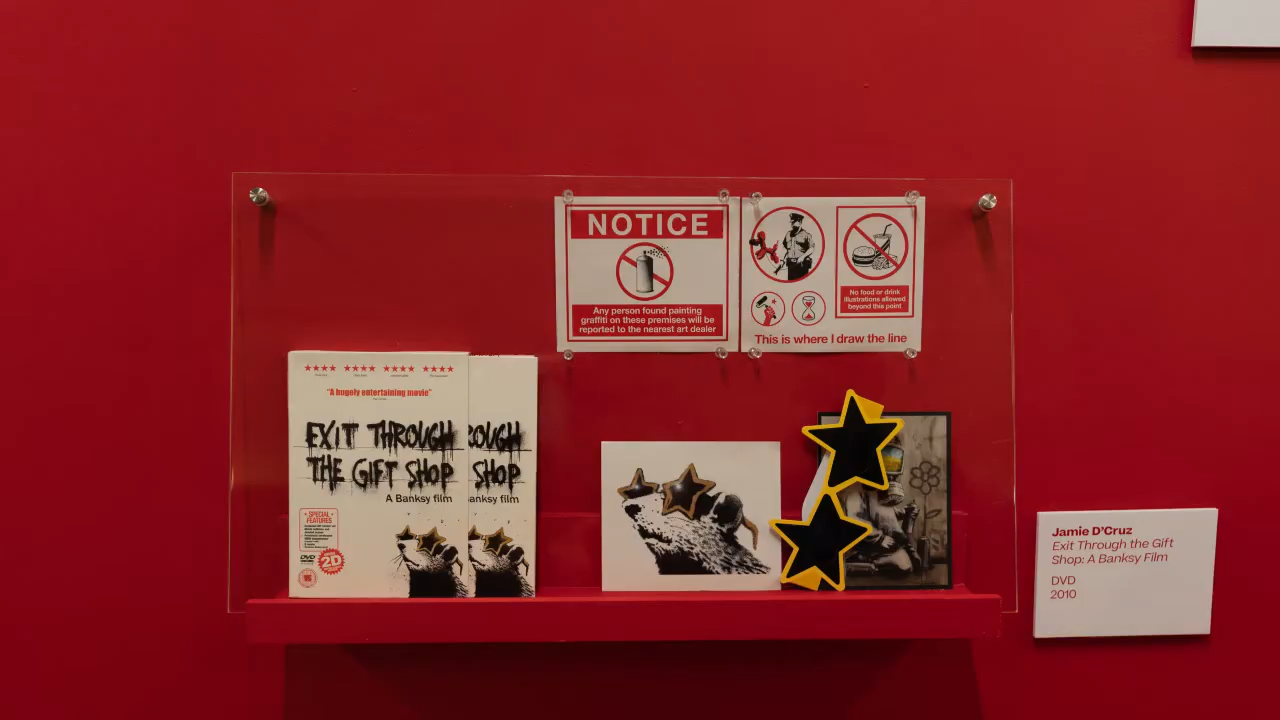 NOTICE
Any person found painting
graffiti on these premises will be
reported to the nearest art dealer
No food or drink
illustrations allowed
beyond this point
This is where I draw the line
"A hugely entertaining movie"
EXIT THROUGH
THE GIFT SHOP
A Banksy film
SPECIAL
FEATURES
DVD
2D
15
OUGH
SHOP
anksy film
Jamie D'Cruz
Exit Through the Gift
Shop: A Banksy Film
DVD
2010